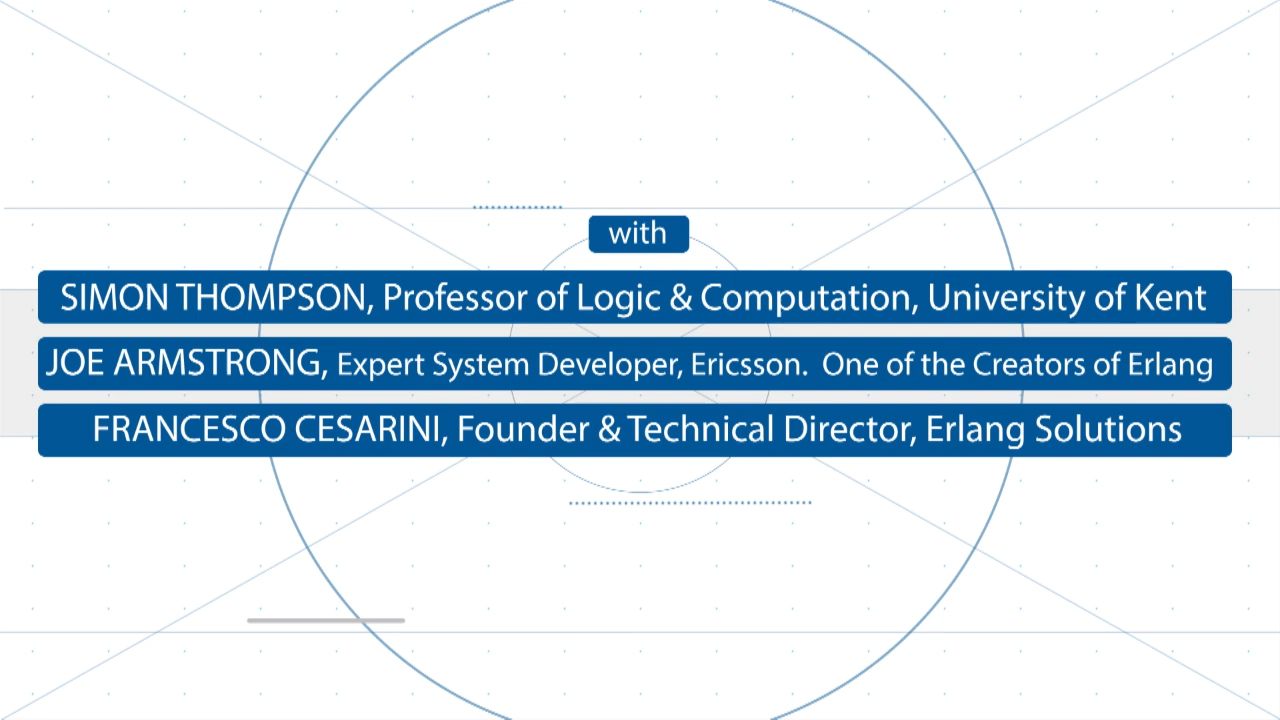 with
SIMON THOMPSON, Professor of Logic & Computation, University of Kent
JOE ARMSTRONG, Expert System Developer, Ericsson. One of the Creators of Erlang
FRANCESCO CESARINI, Founder & Technical Director, Erlang Solutions